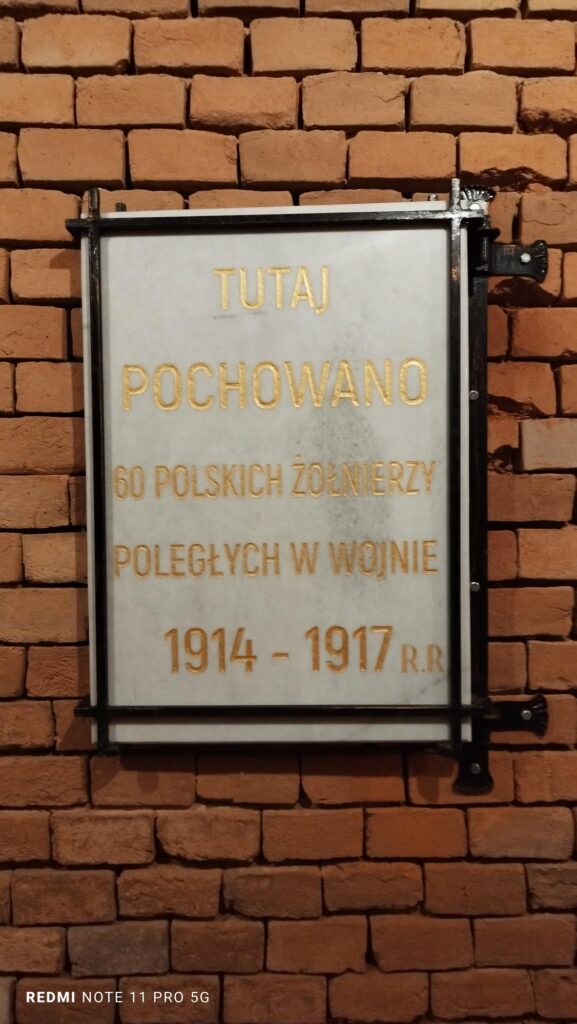 TUTAJ
POCHOWANO
60 POLSKICH ŻOŁNIERZY
POLEGŁYCH W WOJNIE
1914 - 1917 R.R
REDMI NOTE 11 PRO 5G